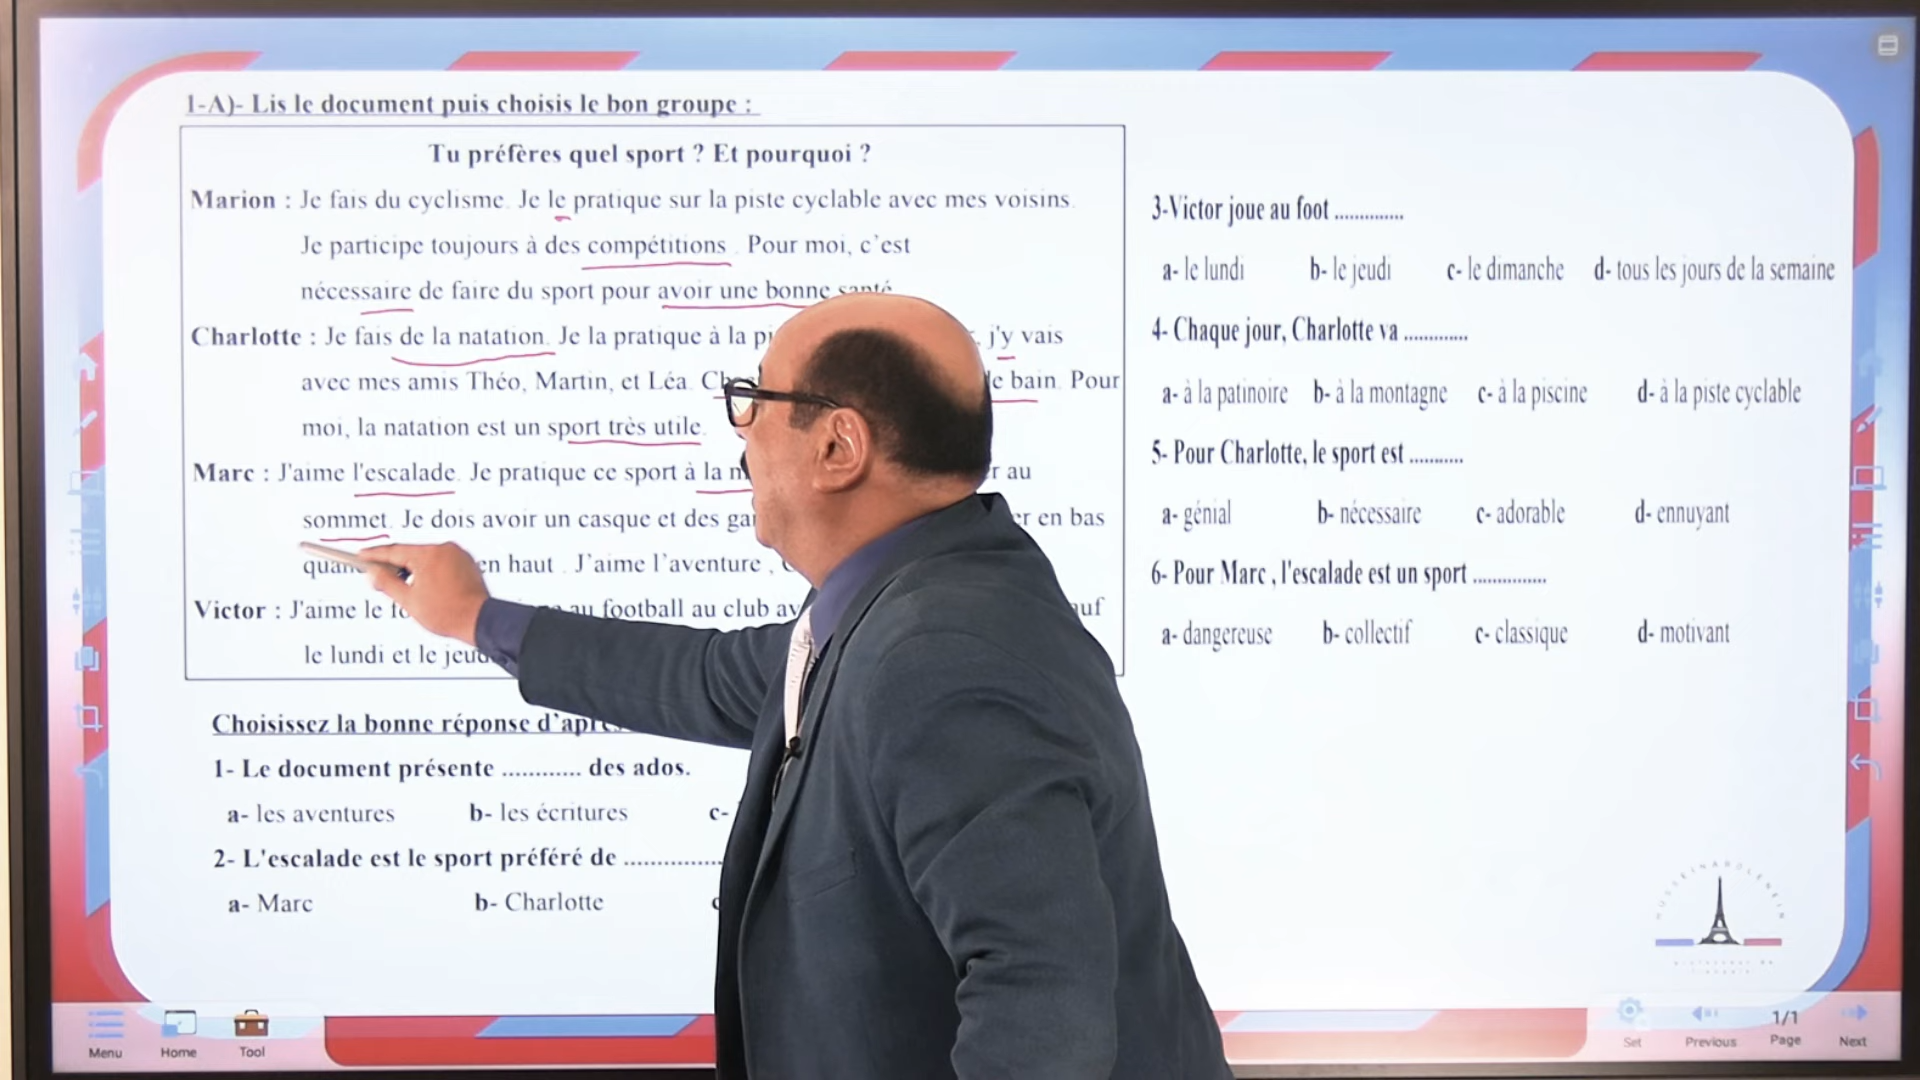 1-A)- Lis le document puis choisis le bon groupe :
Tu préfères quel sport ? Et pourquoi ?
Marion : Je fais du cyclisme. Je le pratique sur la piste cyclable avec mes voisins.
Je participe toujours à des compétitions . Pour moi, c'est
nécessaire de faire du sport pour avoir une bonne santé
Charlotte : Je fais de la natation. Je la pratique à la j'y vais
avec mes amis Théo, Martin, et Léa. de bain. Pour
moi, la natation est un sport très utile.
Marc : J'aime l'escalade. Je pratique ce sport à la au
sommet. Je dois avoir un casque et des en bas
en haut . J'aime l'aventure ,
Victor : J'aime le au football au club
le lundi et le jeudi
Choisissez la bonne réponse
1- Le document présente ............ des ados.
a- les aventures b- les écritures c-
2- L'escalade est le sport préféré de ...............
a- Marc b- Charlotte
3-Victor joue au foot ..............
a- le lundi b- le jeudi c- le dimanche d- tous les jours de la semaine
4- Chaque jour, Charlotte va .............
a- à la patinoire b- à la montagne c- à la piscine d- à la piste cyclable
5- Pour Charlotte, le sport est ...........
a- génial b- nécessaire c- adorable d- ennuyant
6- Pour Marc , l'escalade est un sport ...............
a- dangereuse b- collectif c- classique d- motivant
Menu Home Tool
Set Previous 1/1 Page Next